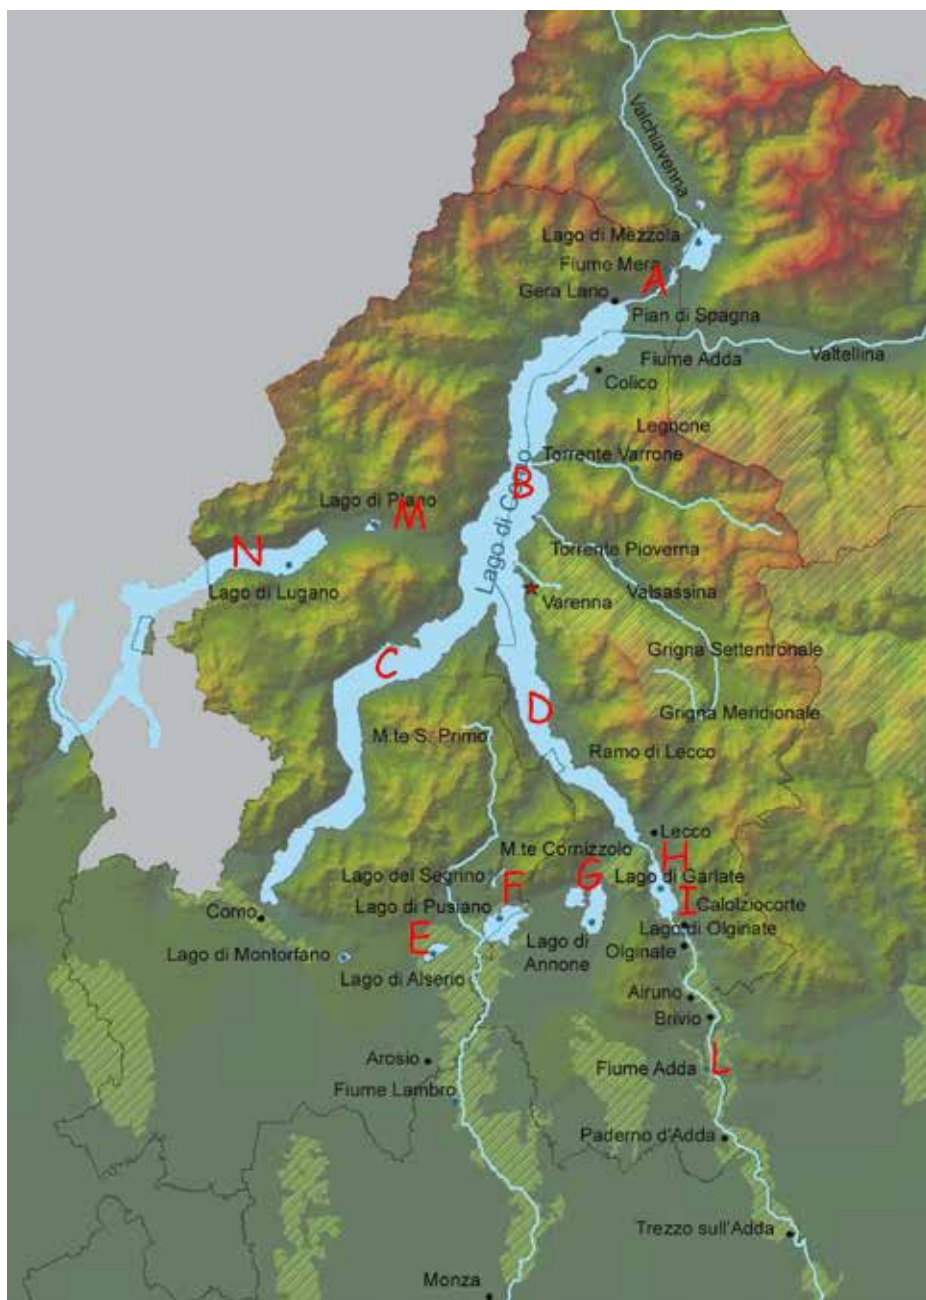 Valchiavenna
Lago di Mezzola
Fiume Mera
A
Gera Lario
Pian di Spagna
Fiume Adda
Valtellina
Colico
Legnone
Torrente Varrone
B
Lago di Como
Lago di Piano
M
N
Lago di Lugano
Torrente Pioverna
Valsassina
Varenna
Grigna Settentronale
C
D
Grigna Meridionale
M.te S. Primo
Ramo di Lecco
Lecco
M.te Cornizzolo
H
Lago del Segrino
F
G
Lago di Garlate
Lago di Pusiano
I
Calolziocorte
Como
E
Lago di Olginate
Lago di Montorfano
Lago di Alserio
Lago di
Annone
Olginate
Airuno
Brivio
Arosio
Fiume Adda
L
Fiume Lambro
Paderno d'Adda
Trezzo sull'Adda
Monza